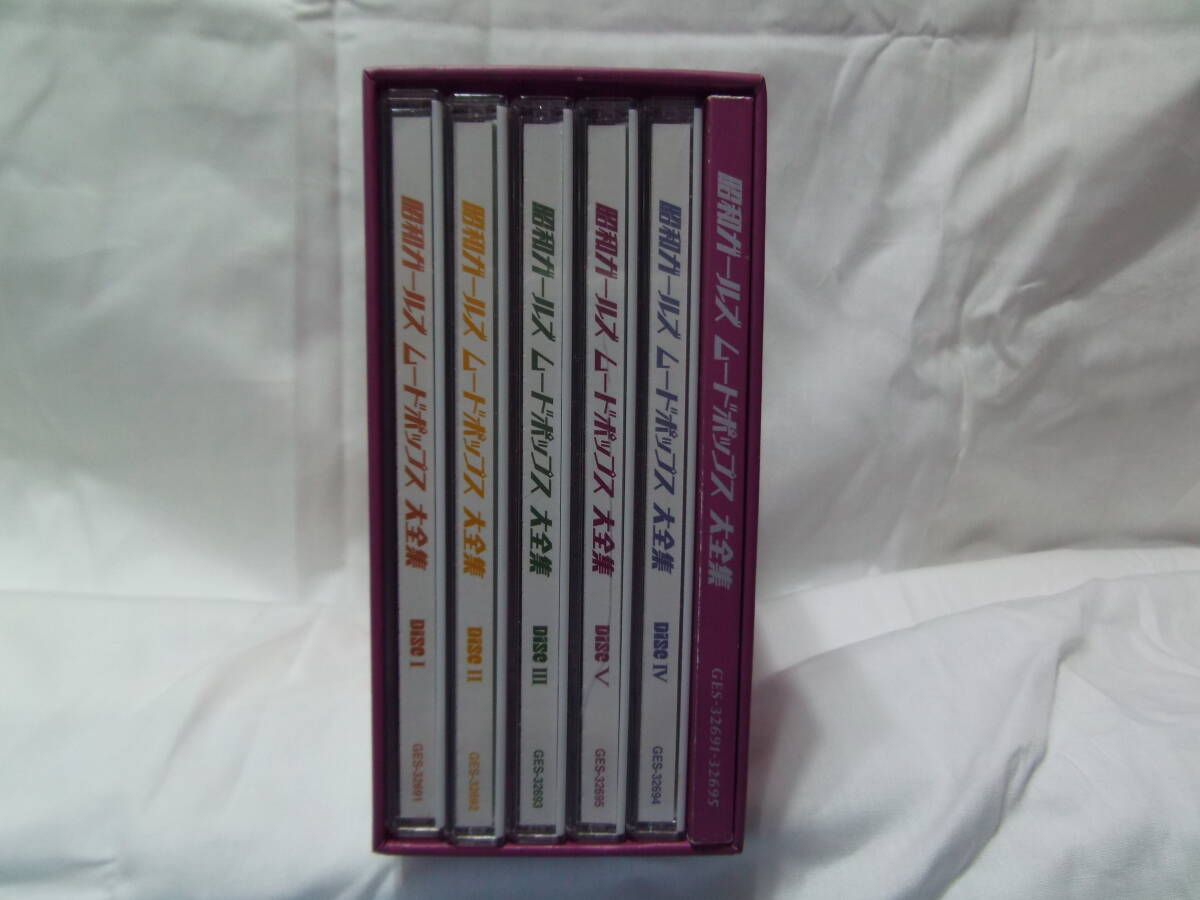 昭和ガールズ ムードポップス 大全集 DISC I GES-32691
昭和ガールズ ムードポップス 大全集 DISC II GES-32692
昭和ガールズ ムードポップス 大全集 DISC III GES-32693
昭和ガールズ ムードポップス 大全集 DISC V GES-32695
昭和ガールズ ムードポップス 大全集 DISC IV GES-32694
昭和ガールズ ムードポップス 大全集 GES-32691-32695